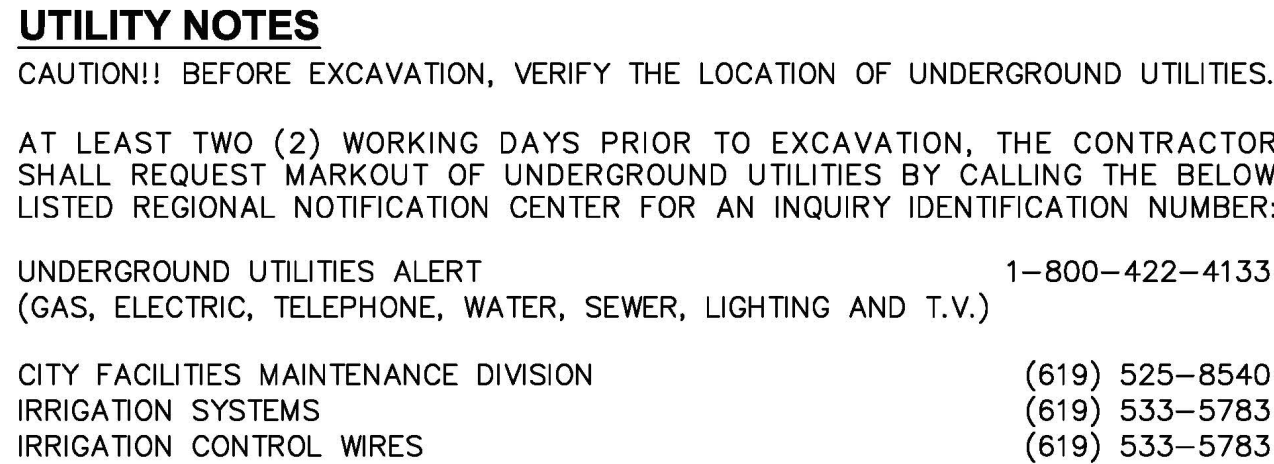 UTILITY NOTES
CAUTION!! BEFORE EXCAVATION, VERIFY THE LOCATION OF UNDERGROUND UTILITIES.
AT LEAST TWO (2) WORKING DAYS PRIOR TO EXCAVATION, THE CONTRACTOR
SHALL REQUEST MARKOUT OF UNDERGROUND UTILITIES BY CALLING THE BELOW
LISTED REGIONAL NOTIFICATION CENTER FOR AN INQUIRY IDENTIFICATION NUMBER:
UNDERGROUND UTILITIES ALERT 1-800-422-4133
(GAS, ELECTRIC, TELEPHONE, WATER, SEWER, LIGHTING AND T.V.)
CITY FACILITIES MAINTENANCE DIVISION (619) 525-8540
IRRIGATION SYSTEMS (619) 533-5783
IRRIGATION CONTROL WIRES (619) 533-5783